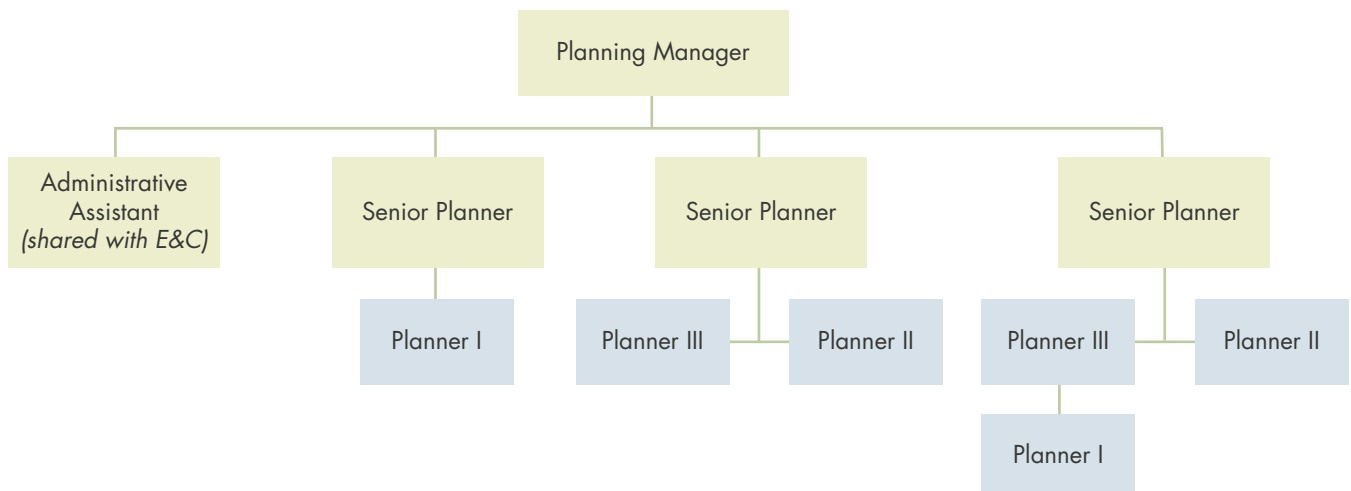 Planning Manager
Administrative
Assistant
(shared with E&C)
Senior Planner
Senior Planner
Senior Planner
Planner I
Planner III
Planner II
Planner III
Planner II
Planner I